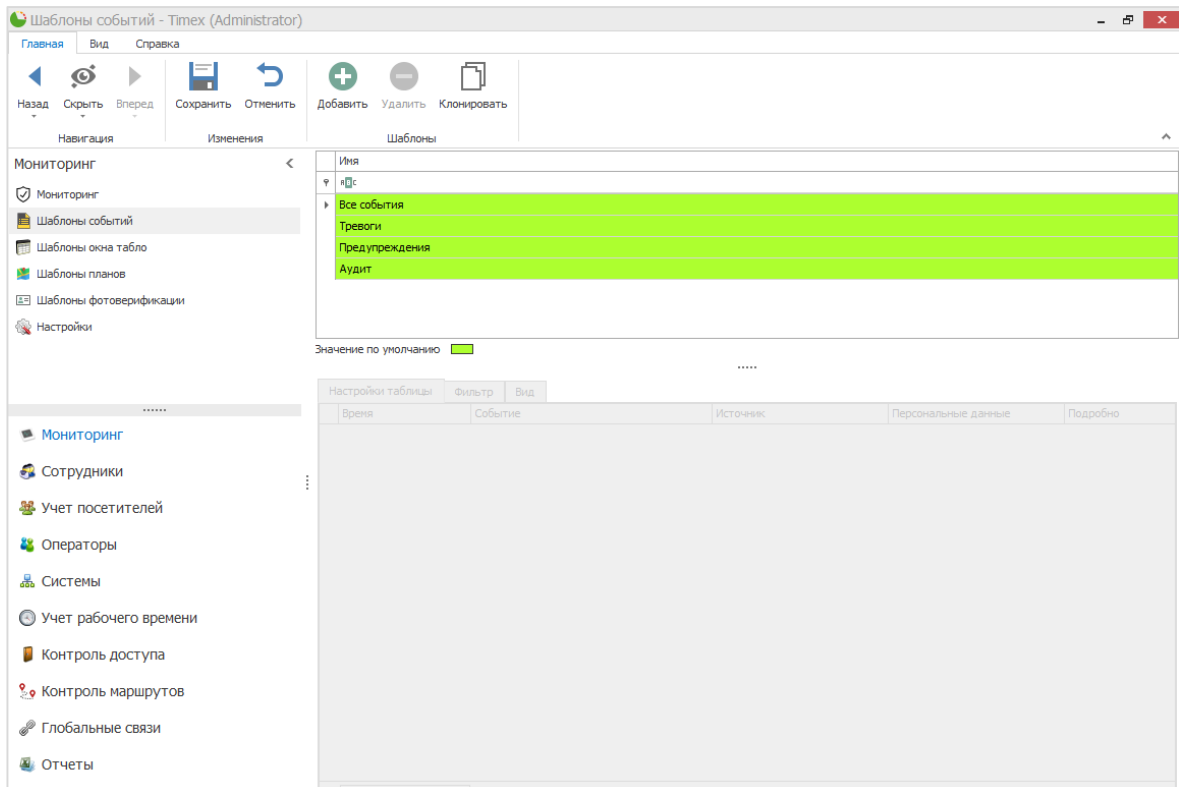 Шаблоны событий - Timex (Administrator)
Главная Вид Справка
Назад Скрыть Вперед Сохранить Отменить Добавить Удалить Клонировать
Навигация Изменения Шаблоны
Мониторинг
Мониторинг
Шаблоны событий
Шаблоны окна табло
Шаблоны планов
Шаблоны фотоверификации
Настройки
Имя
Все события
Тревоги
Предупреждения
Аудит
Значение по умолчанию
Настройки таблицы Фильтр Вид
Время Событие Источник Персональные данные Подробно
Мониторинг
Сотрудники
Учет посетителей
Операторы
Системы
Учет рабочего времени
Контроль доступа
Контроль маршрутов
Глобальные связи
Отчеты